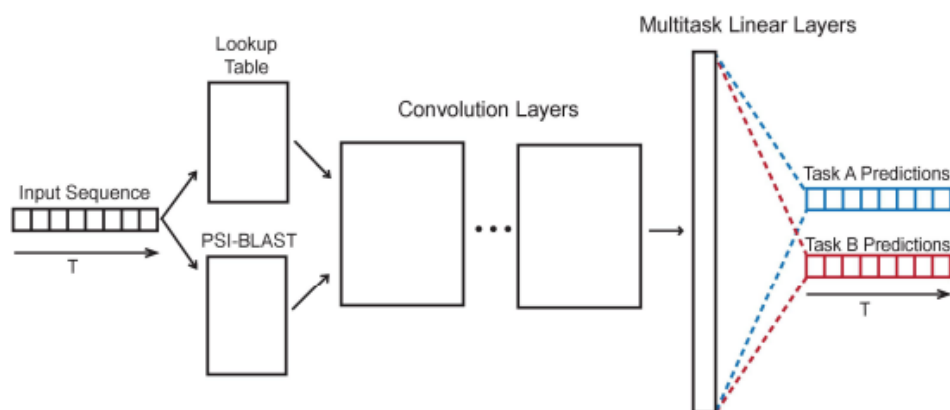 Multitask Linear Layers
Lookup
Table
Convolution Layers
Input Sequence
T
PSI-BLAST
Task A Predictions
Task B Predictions
T